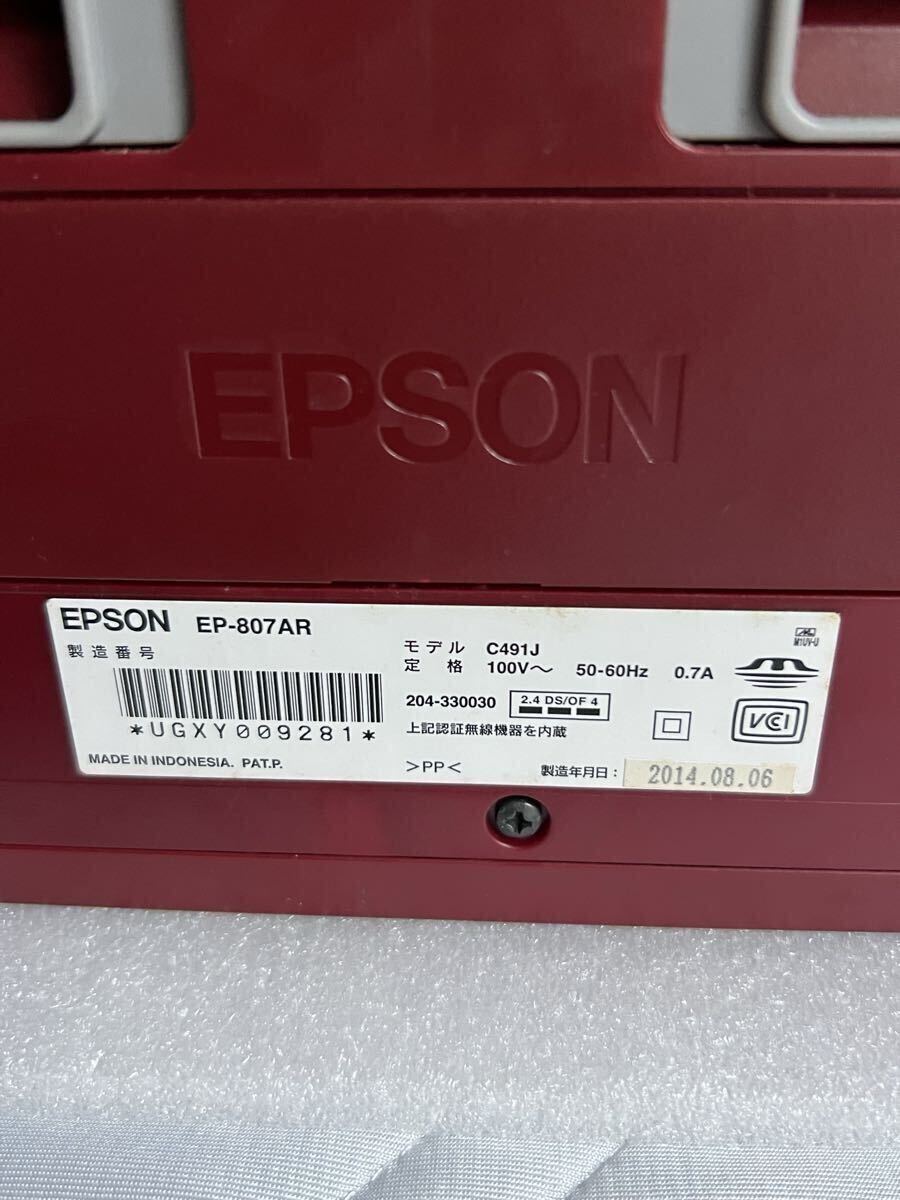 EPSON
EPSON EP-807AR
製造番号
*UGXY009281*
MADE IN INDONESIA. PAT.P.
モデル C491J
定格 100V～ 50-60Hz 0.7A
204-330030 2.4 DS/OF 4
上記認証無線機器を内蔵
>PP<
製造年月日： 2014.08.06
M1UV-U
VCI